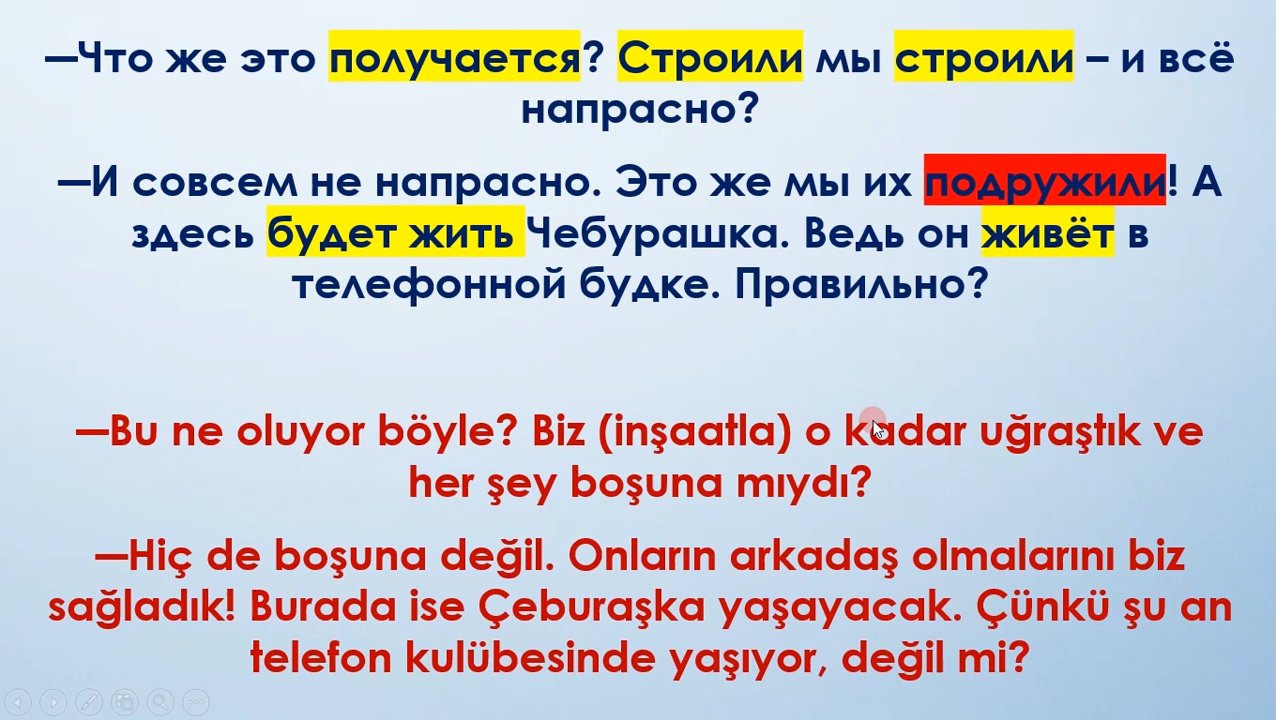 —Что же это получается? Строили мы строили – и всё
напрасно?
—И совсем не напрасно. Это же мы их подружили! А
здесь будет жить Чебурашка. Ведь он живёт в
телефонной будке. Правильно?
—Bu ne oluyor böyle? Biz (inşaatla) o kadar uğraştık ve
her şey boşuna mıydı?
—Hiç de boşuna değil. Onların arkadaş olmalarını biz
sağladık! Burada ise Çeburaşka yaşayacak. Çünkü şu an
telefon kulübesinde yaşıyor, değil mi?